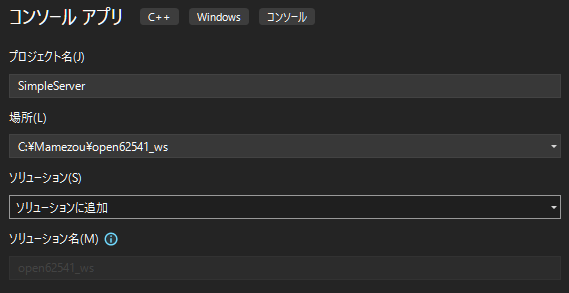 コンソール アプリ C++ Windows コンソール
プロジェクト名(J)
SimpleServer
場所(L)
C:¥Mamezou¥open62541_ws
ソリューション(S)
ソリューションに追加
ソリューション名(M)
open62541_ws